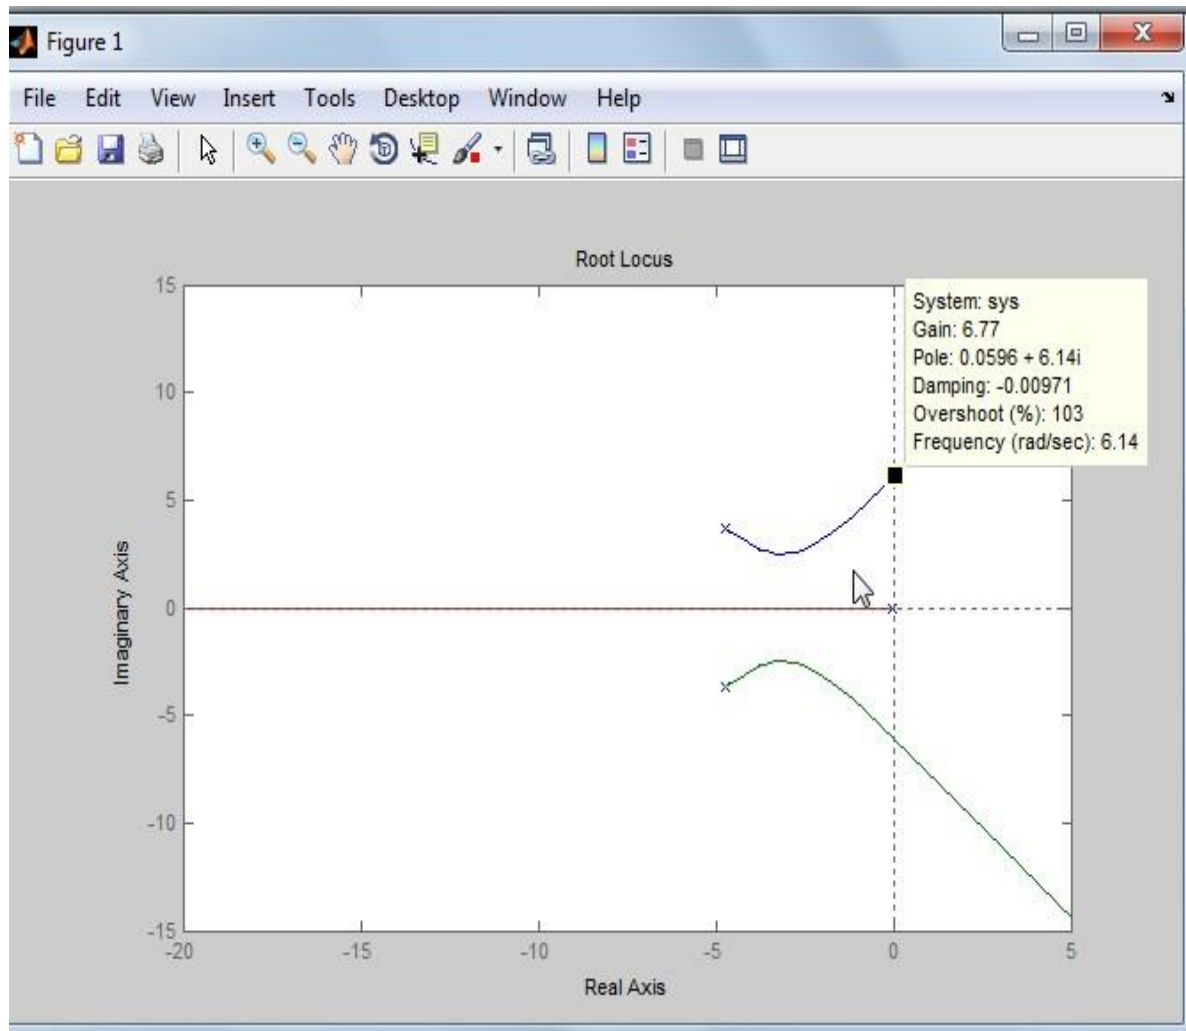 Figure 1
File Edit View Insert Tools Desktop Window Help
Root Locus
System: sys
Gain: 6.77
Pole: 0.0596 + 6.14i
Damping: -0.00971
Overshoot (%): 103
Frequency (rad/sec): 6.14
Imaginary Axis
15
10
5
0
-5
-10
-15
-20 -15 -10 -5 0 5
Real Axis